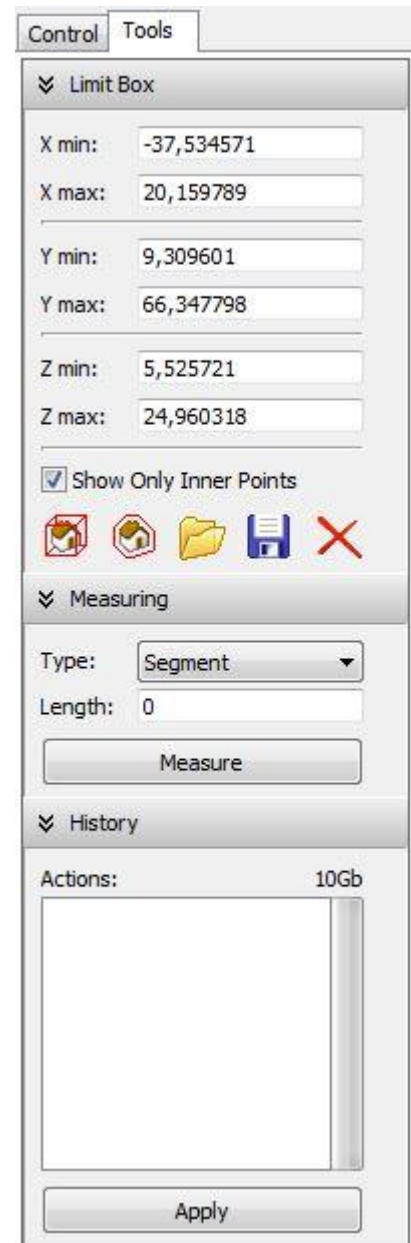 Control Tools
Limit Box
X min: -37,534571
X max: 20,159789
Y min: 9,309601
Y max: 66,347798
Z min: 5,525721
Z max: 24,960318
Show Only Inner Points
Measuring
Type: Segment
Length: 0
Measure
History
Actions: 10Gb
Apply